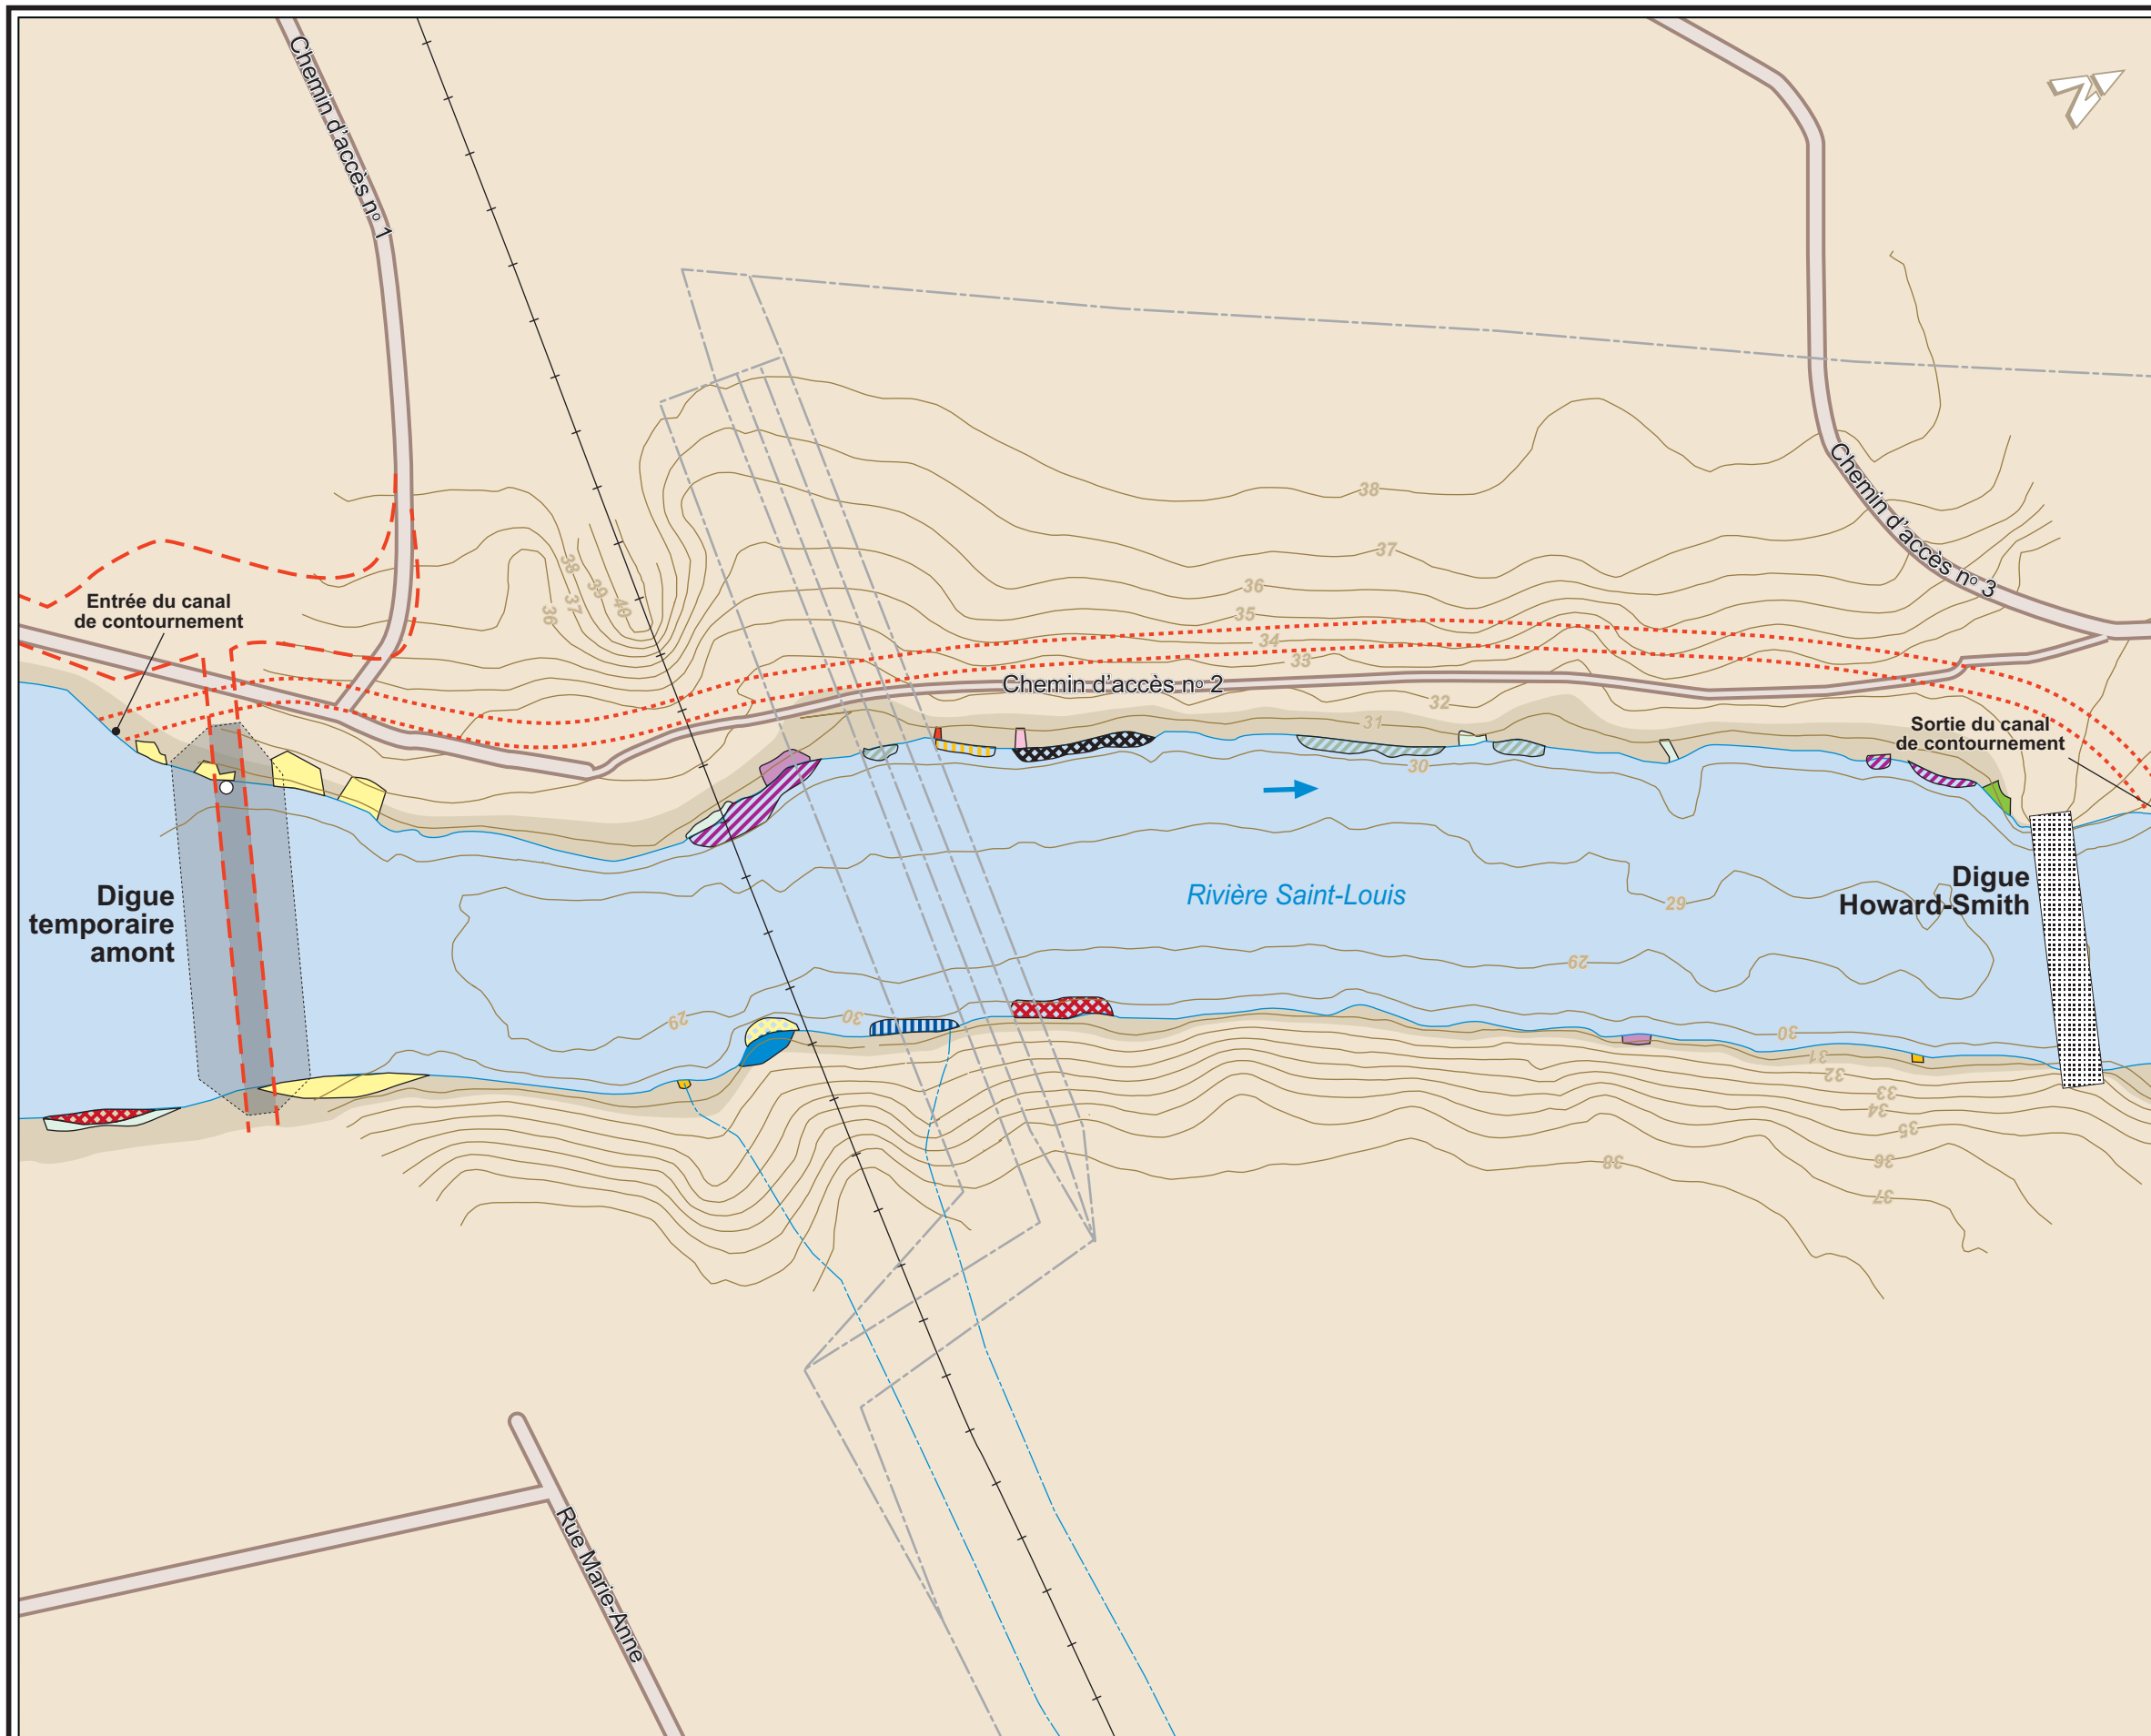 N
Chemin d'accès no 1
38
37
38
39
40
37
36
36
35
34
33
Chemin d'accès no 3
Entrée du canal
de contournement
Chemin d'accès no 2
32
31
30
Sortie du canal
de contournement
Digue
temporaire
amont
Rivière Saint-Louis
29
Digue
Howard-Smith
29
29
30
30
31
32
33
34
35
36
38
37
Rue Marie-Anne